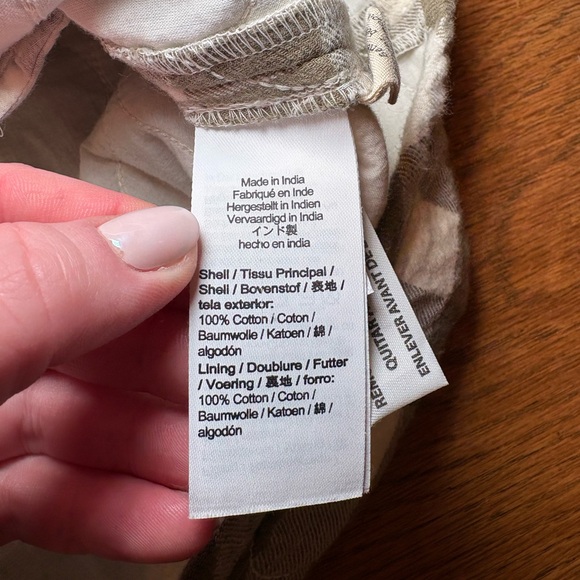 Made in India
Fabriqué en Inde
Hergestellt in Indien
Vervaardigd in India
インド製
hecho en india
Shell / Tissu Principal /
Shell / Bovenstof / 表地 /
tela exterior:
100% Cotton / Coton /
Baumwolle / Katoen / 綿 /
algodón
Lining / Doublure / Futter
/ Voering / 裏地 / forro:
100% Cotton / Coton /
Baumwolle / Katoen / 綿 /
algodón
QUITAR
ENLEVER AVANT DE